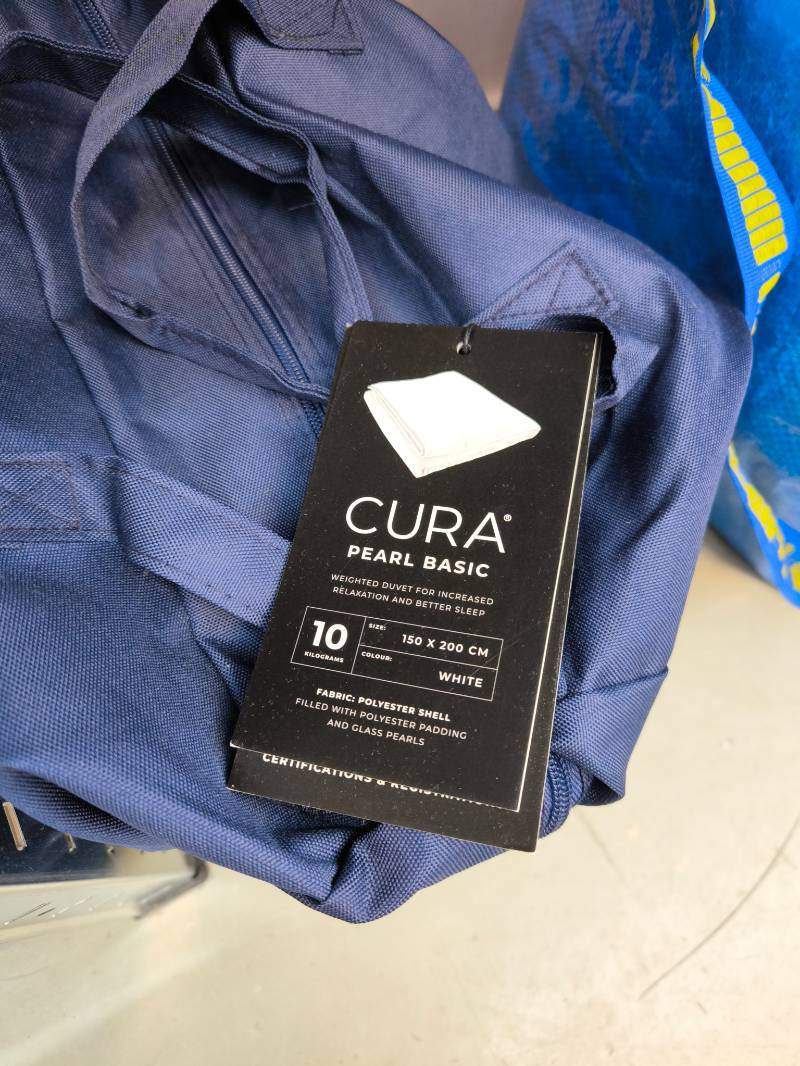 CURA®
PEARL BASIC
WEIGHTED DUVET FOR INCREASED
RELAXATION AND BETTER SLEEP
10
KILOGRAMS
SIZE:
150 X 200 CM
COLOUR:
WHITE
FABRIC: POLYESTER SHELL
FILLED WITH POLYESTER PADDING
AND GLASS PEARLS
CERTIFICATIONS &